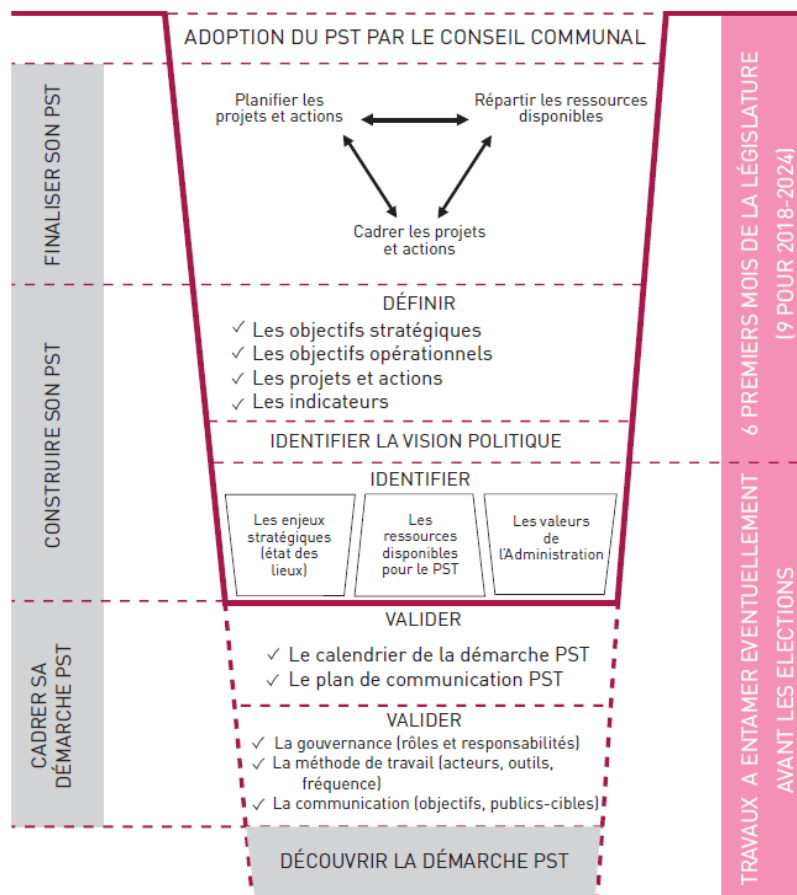 ADOPTION DU PST PAR LE CONSEIL COMMUNAL
FINALISER SON PST
Planifier les
projets et actions
Répartir les ressources
disponibles
Cadrer les projets
et actions
6 PREMIERS MOIS DE LA LÉGISLATURE
(9 POUR 2018-2024)
CONSTRUIRE SON PST
DÉFINIR
✓ Les objectifs stratégiques
✓ Les objectifs opérationnels
✓ Les projets et actions
✓ Les indicateurs
IDENTIFIER LA VISION POLITIQUE
IDENTIFIER
Les enjeux
stratégiques
(état des
lieux)
Les
ressources
disponibles
pour le PST
Les valeurs
de
l'Administration
TRAVAUX A ENTAMER EVENTUELLEMENT
AVANT LES ELECTIONS
CADRER SA
DÉMARCHE PST
VALIDER
✓ Le calendrier de la démarche PST
✓ Le plan de communication PST
VALIDER
✓ La gouvernance (rôles et responsabilités)
✓ La méthode de travail (acteurs, outils,
fréquence)
✓ La communication (objectifs, publics-cibles)
DÉCOUVRIR LA DÉMARCHE PST